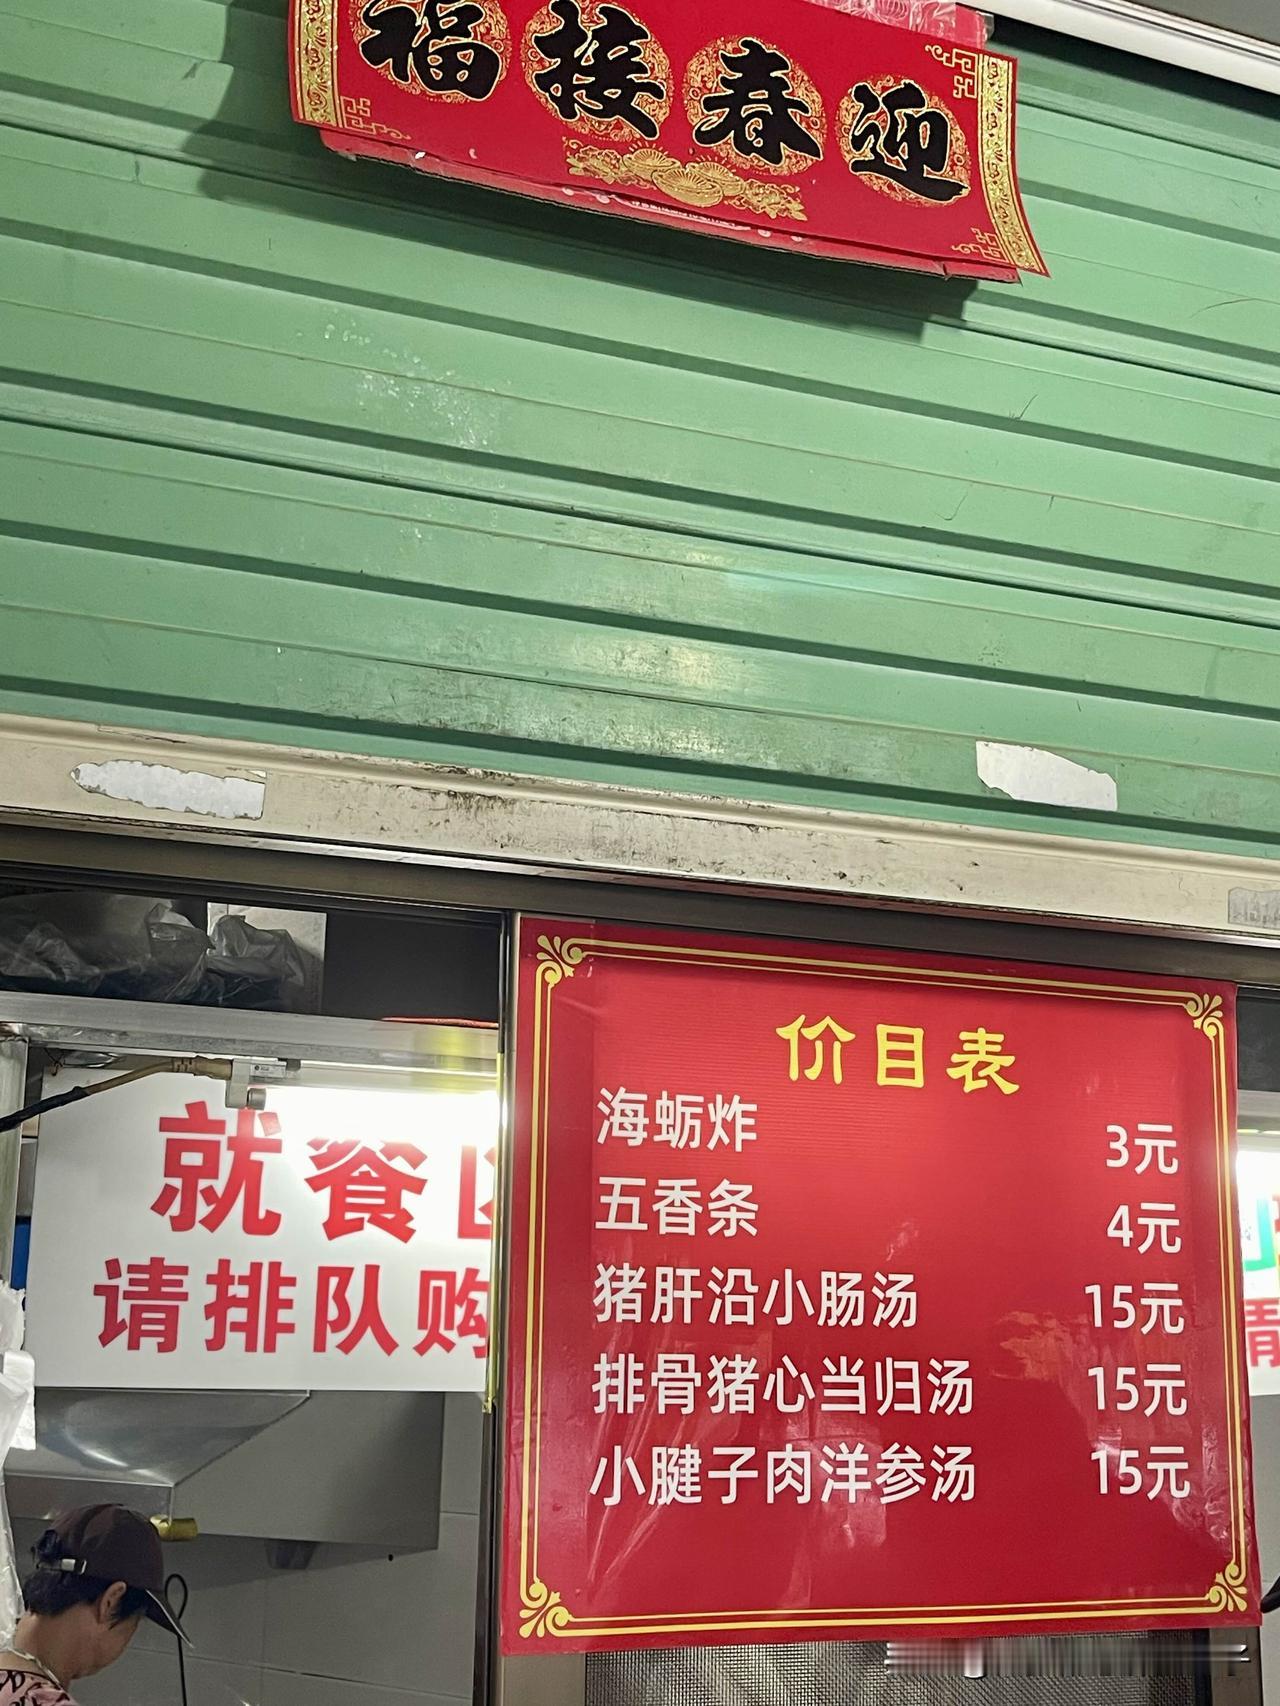 福接春迎
价目表
海蛎炸 3元
五香条 4元
猪肝沿小肠汤 15元
排骨猪心当归汤 15元
小腱子肉洋参汤 15元
就餐
请排队购